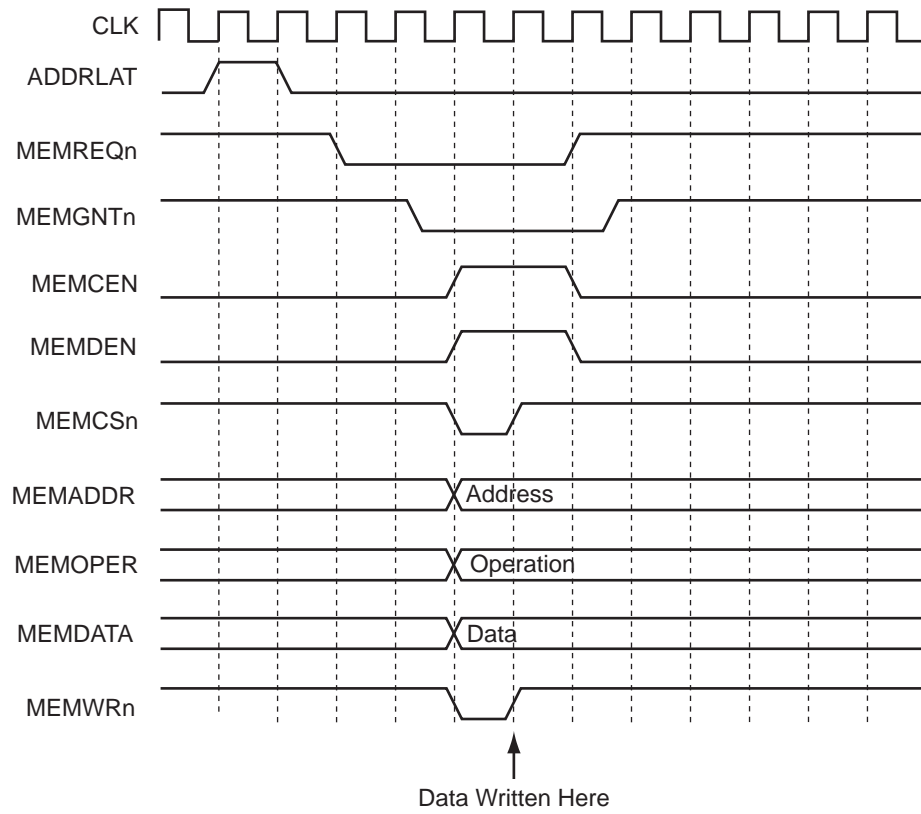 CLK
ADDRLAT
MEMREQn
MEMGNTn
MEMCEN
MEMDEN
MEMCSn
MEMADDR
Address
MEMOPER
Operation
MEMDATA
Data
MEMWRn
Data Written Here